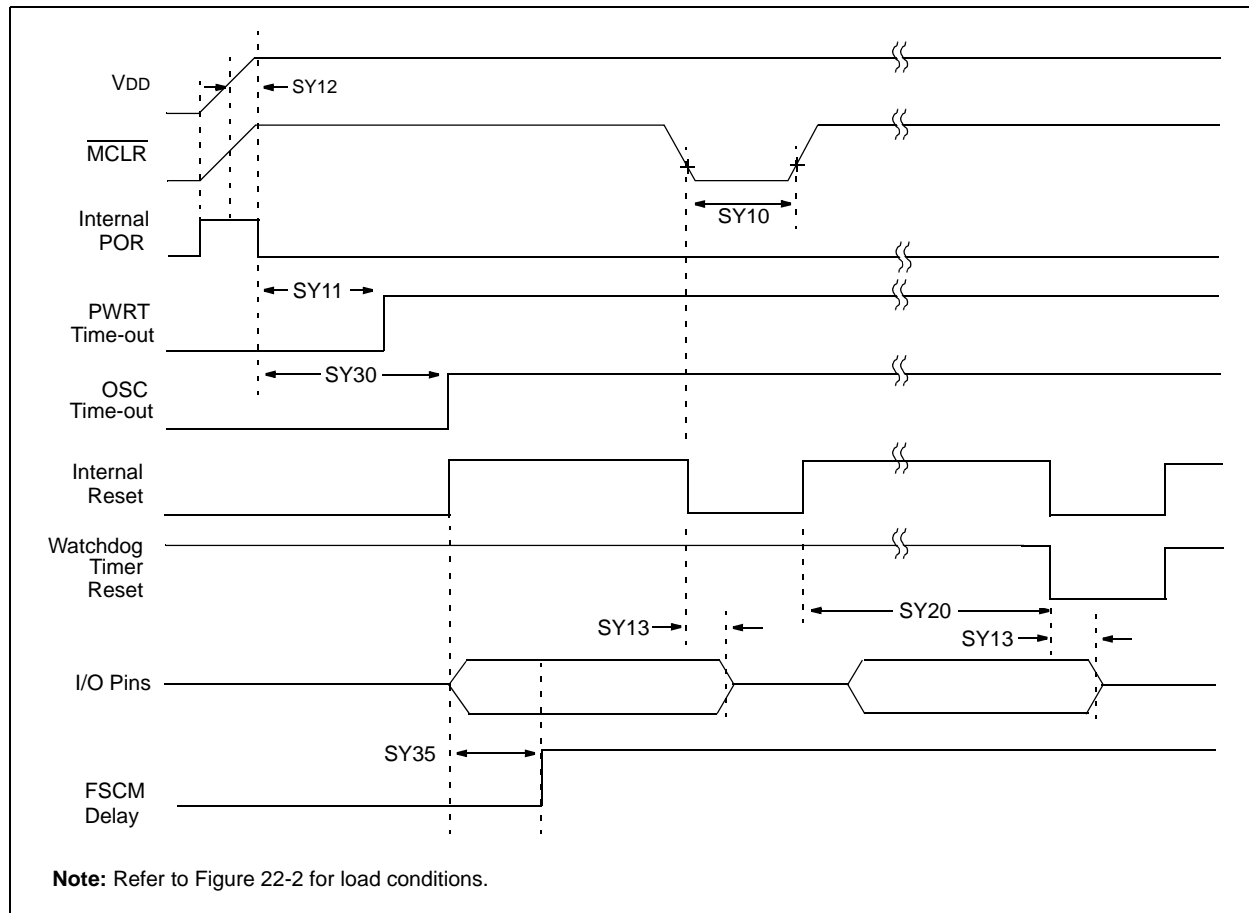 VDD
SY12
MCLR
SY10
Internal
POR
SY11
PWRT
Time-out
SY30
OSC
Time-out
Internal
Reset
Watchdog
Timer
Reset
SY20
SY13
SY13
I/O Pins
SY35
FSCM
Delay
Note: Refer to Figure 22-2 for load conditions.